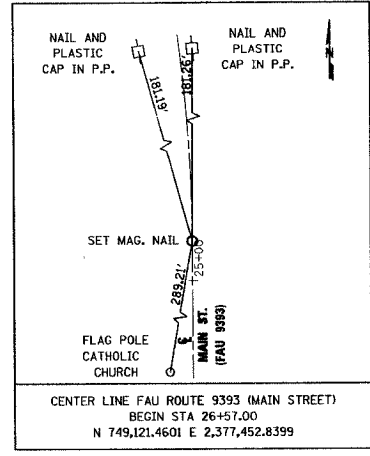 NAIL AND
PLASTIC
CAP IN P.P.
NAIL AND
PLASTIC
CAP IN P.P.
181.19'
181.26'
SET MAG. NAIL
25+00
289.21'
FLAG POLE
CATHOLIC
CHURCH
℄
MAIN ST.
(FAU 9393)
CENTER LINE FAU ROUTE 9393 (MAIN STREET)
BEGIN STA 26+57.00
N 749,121.4601 E 2,377,452.8399